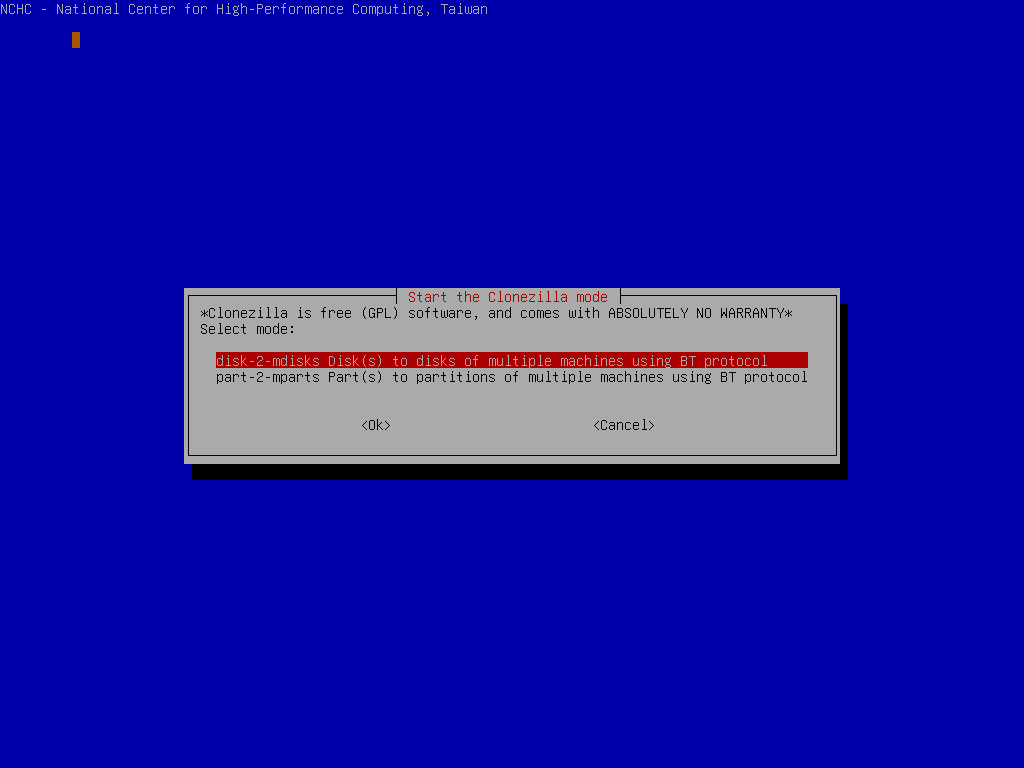 NCHC - National Center for High-Performance Computing, Taiwan
Start the Clonezilla mode
*Clonezilla is free (GPL) software, and comes with ABSOLUTELY NO WARRANTY*
Select mode:
disk-2-mdisks Disk(s) to disks of multiple machines using BT protocol
part-2-mparts Part(s) to partitions of multiple machines using BT protocol
<Ok> <Cancel>